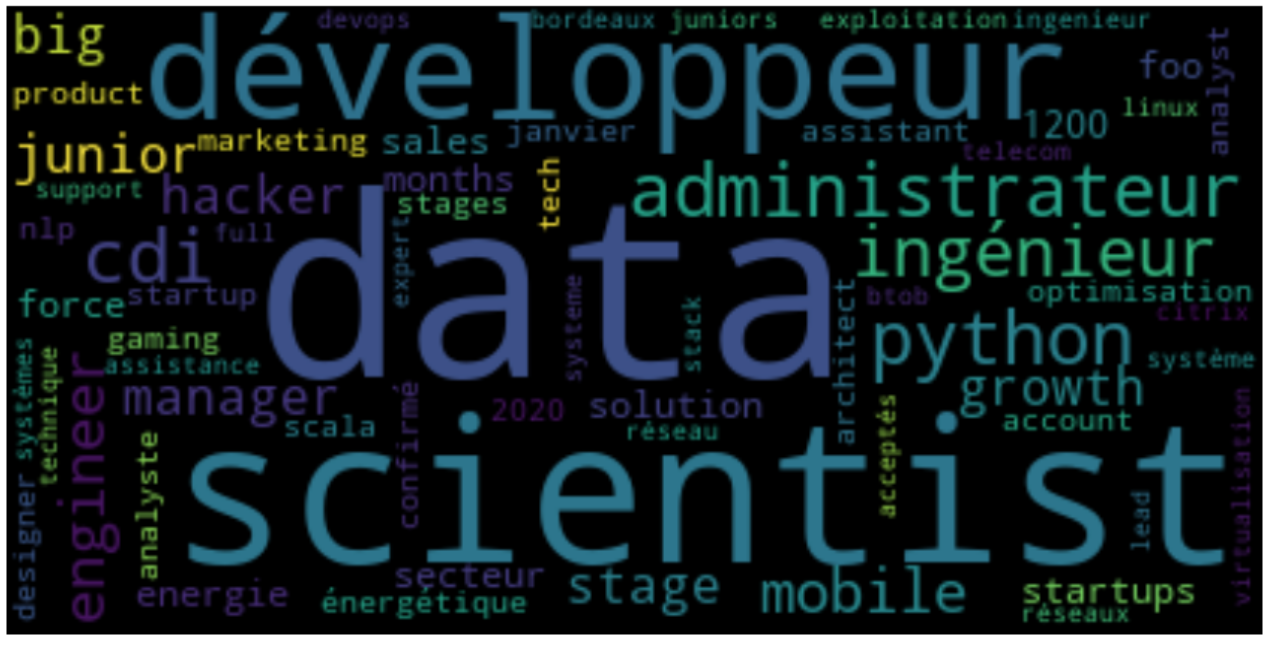 big
développeur
devops
bordeaux
juniors
exploitation
ingenieur
product
foo
analyst
linux
junior
marketing
sales
janvier
assistant
1200
telecom
support
hacker
months
stages
tech
administrateur
nlp
cdi
full
expert
data
ingénieur
force
startup
systeme
stack
architect
btob
optimisation
citrix
gaming
assistance
python
système
systèmes
technique
engineer
manager
confirmé
2020
solution
growth
scala
réseau
account
analyste
scientist
acceptés
lead
virtualisation
designer
energie
secteur
énergétique
stage
mobile
startups
réseaux